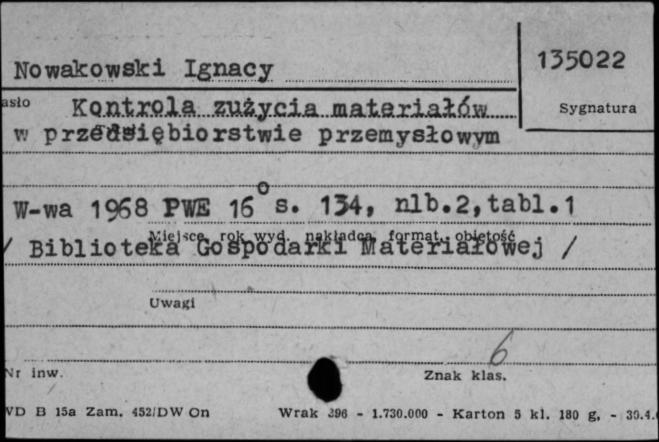 135022
Nowakowski Ignacy
asło
Sygnatura
Kontrola zużycia materiałów
w przedsiębiorstwie przemysłowym
W-wa 1968 PWE 16° s. 134, nlb.2, tabl.1
Miejsce, rok wyd. nakładca, format, objętość
/ Biblioteka Gospodarki Materiałowej /
Uwagi
6
Nr inw.
Znak klas.
VD B 15a Zam. 452/DW On Wrak 396 - 1.730.000 - Karton 5 kl. 180 g. - 30.4.